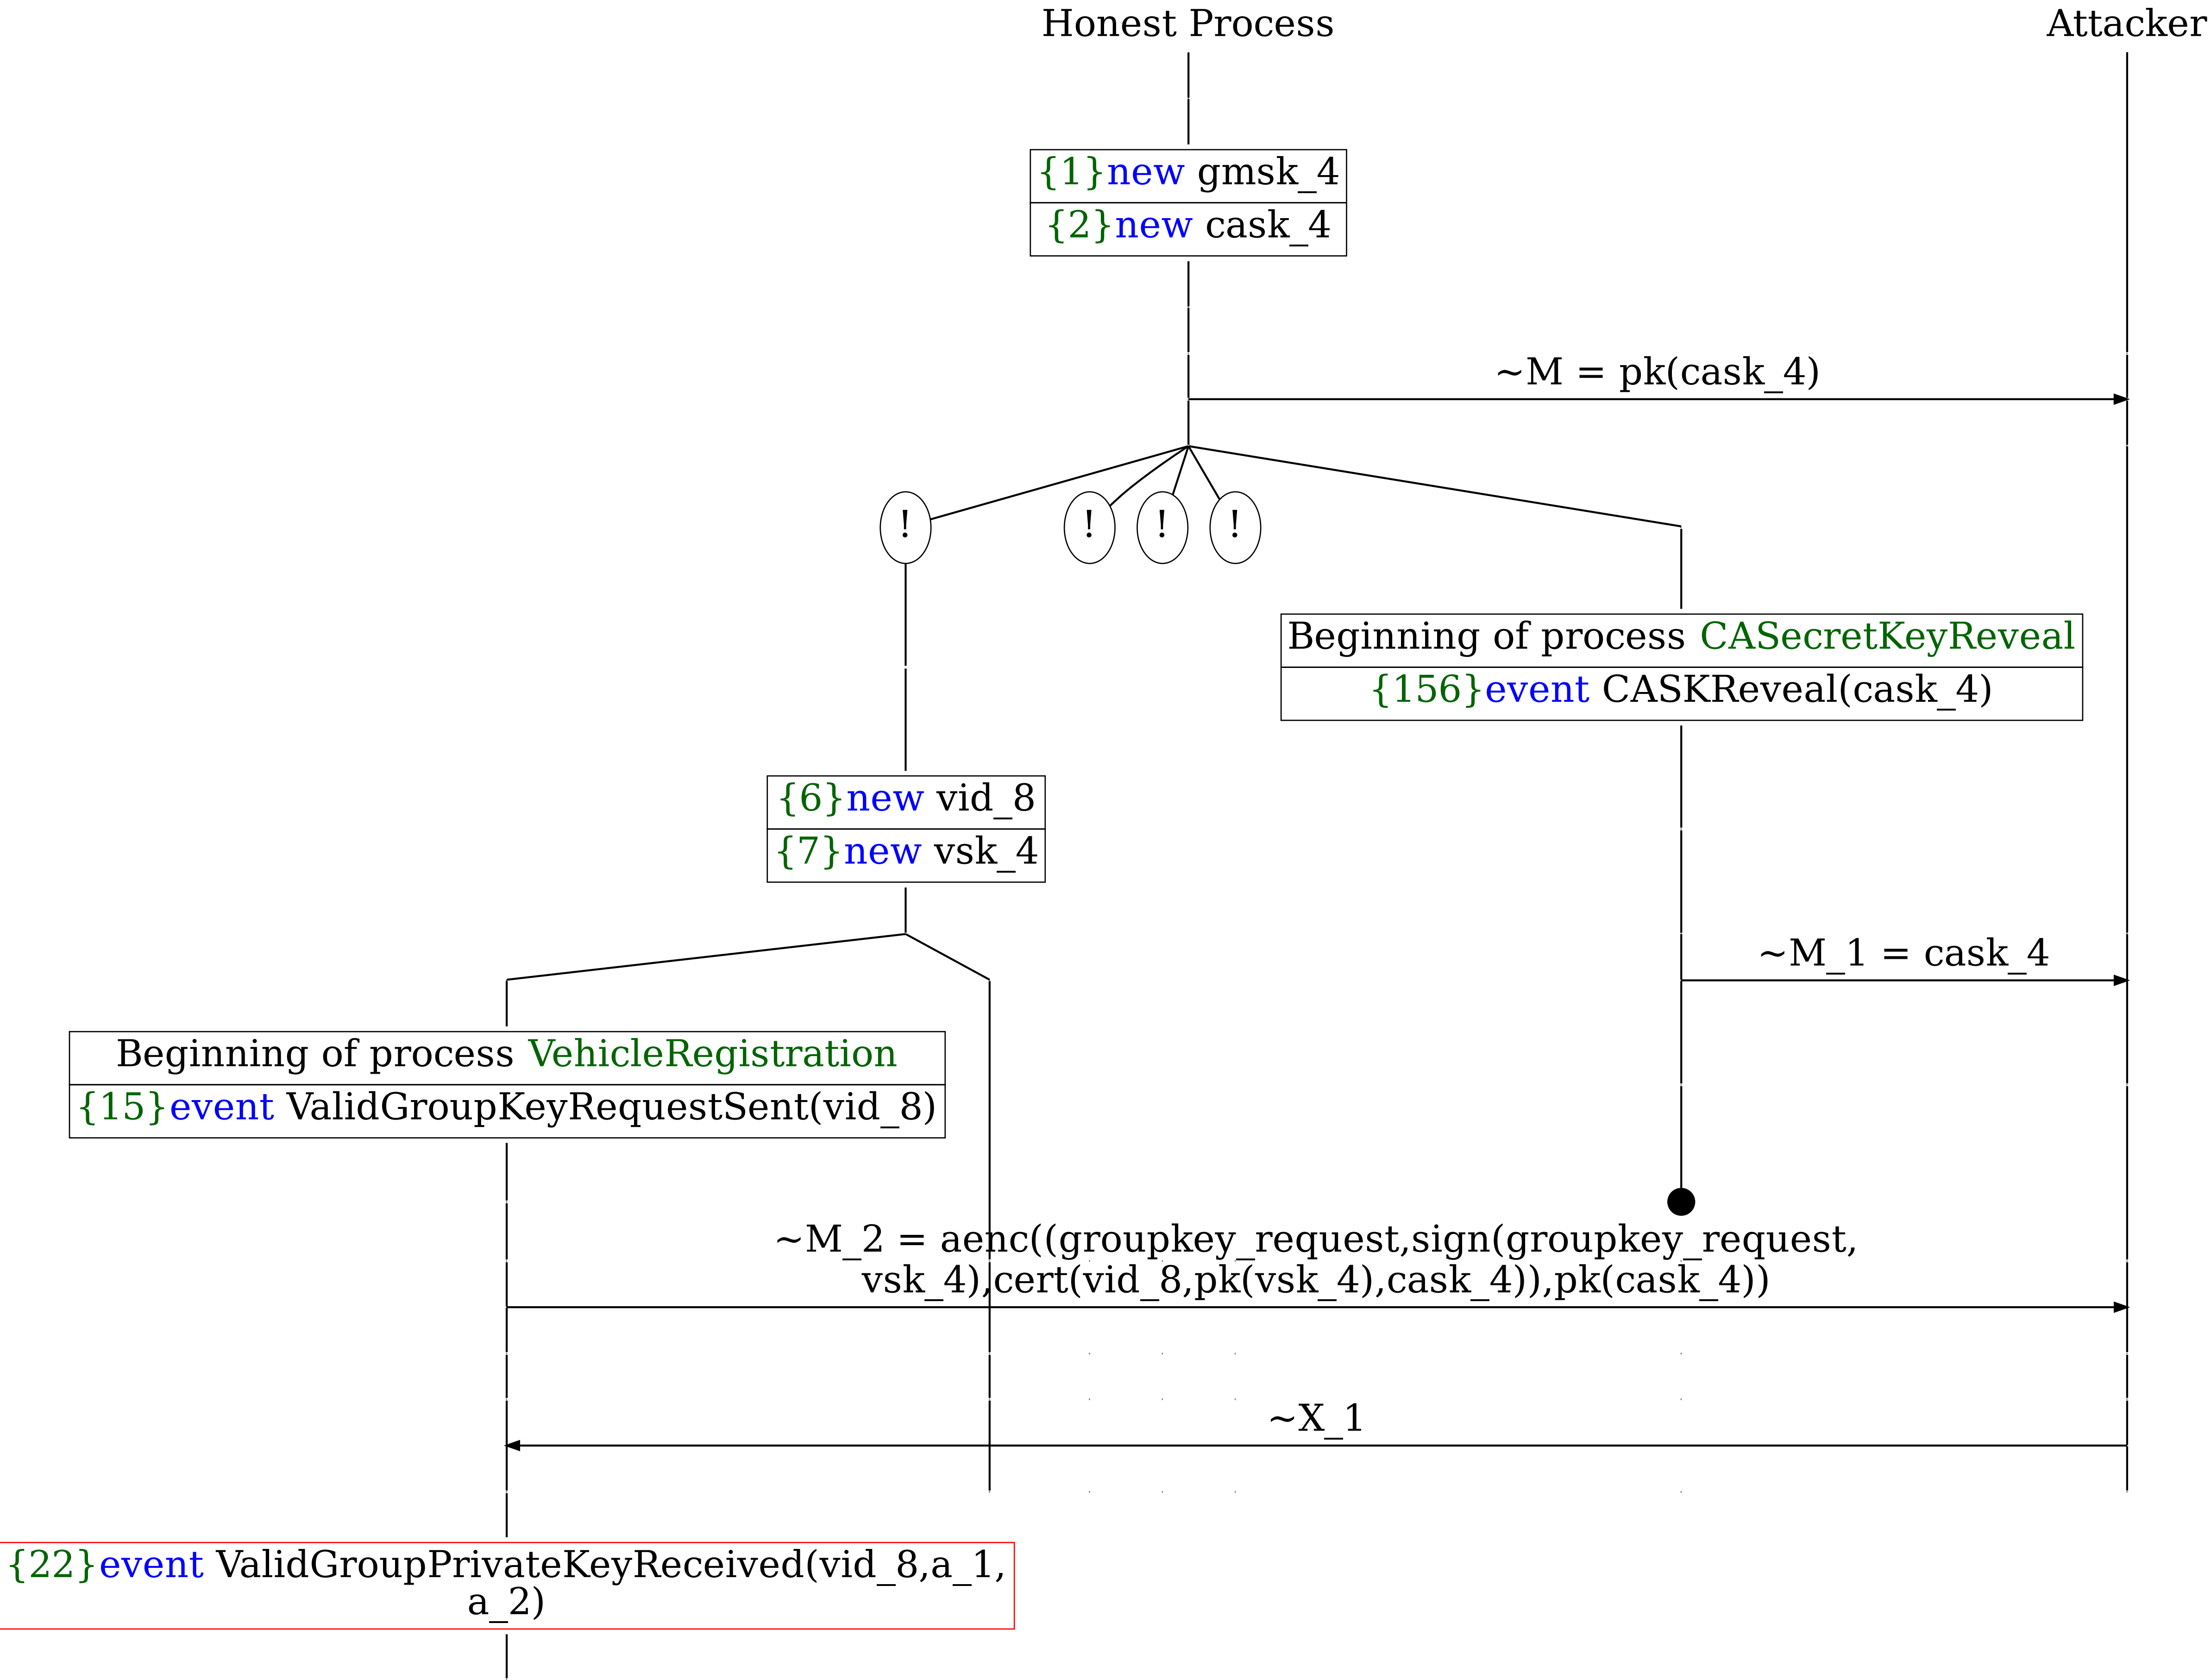 Honest Process
Attacker
{1}new gmsk_4
{2}new cask_4
~M = pk(cask_4)
!
!
!
!
Beginning of process CASecretKeyReveal
{156}event CASKReveal(cask_4)
{6}new vid_8
{7}new vsk_4
~M_1 = cask_4
Beginning of process VehicleRegistration
{15}event ValidGroupKeyRequestSent(vid_8)
~M_2 = aenc((groupkey_request,sign(groupkey_request,
vsk_4),cert(vid_8,pk(vsk_4),cask_4)),pk(cask_4))
~X_1
{22}event ValidGroupPrivateKeyReceived(vid_8,a_1,
a_2)